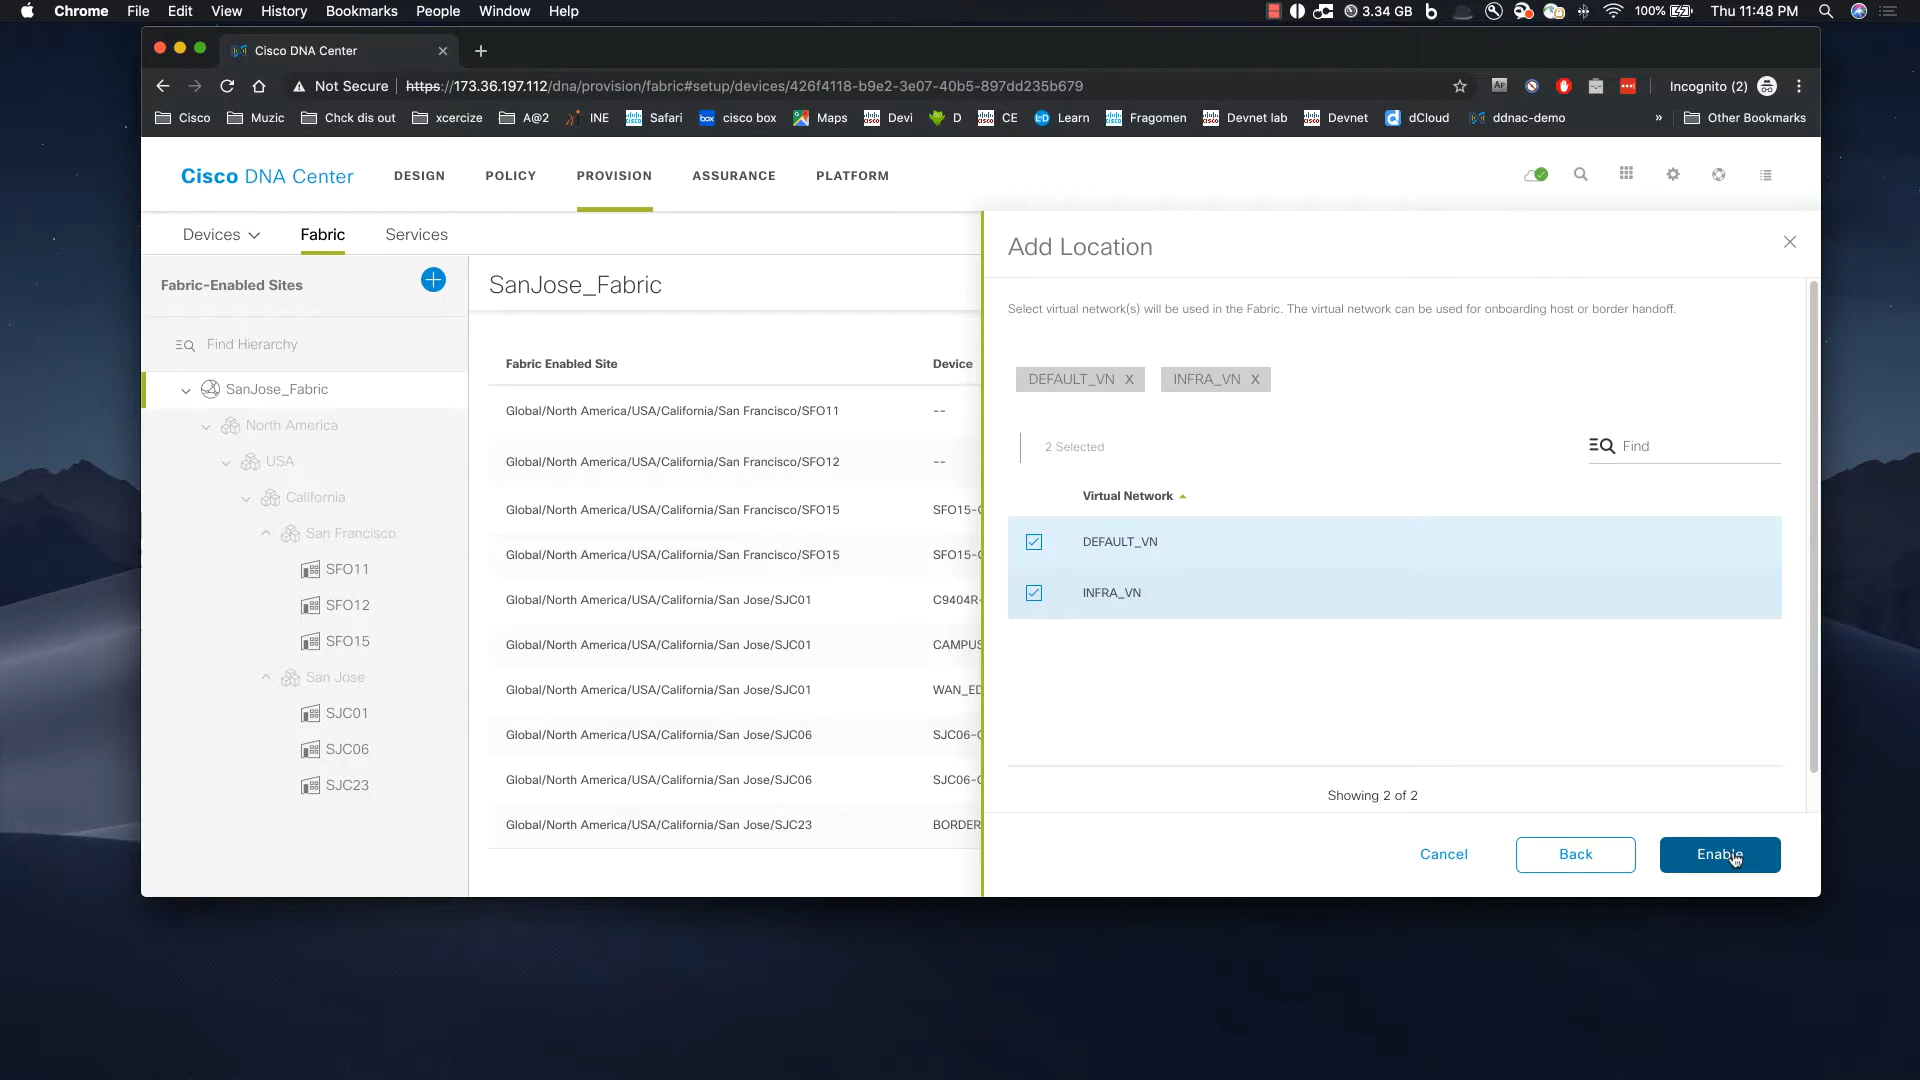 Chrome File Edit View History Bookmarks People Window Help 3.34 GB 100% Thu 11:48 PM
Cisco DNA Center
Not Secure https://173.36.197.112/dna/provision/fabric#setup/devices/426f4118-b9e2-3e07-40b5-897dd235b679 Incognito (2)
Cisco Muzic Chck dis out xcercize A@2 INE Safari cisco box Maps Devi D CE Learn Fragomen Devnet lab Devnet dCloud ddnac-demo » Other Bookmarks
Cisco DNA Center DESIGN POLICY PROVISION ASSURANCE PLATFORM
Devices Fabric Services
Fabric-Enabled Sites
Find Hierarchy
SanJose_Fabric
North America
USA
California
San Francisco
SFO11
SFO12
SFO15
San Jose
SJC01
SJC06
SJC23
SanJose_Fabric
Fabric Enabled Site Device
Global/North America/USA/California/San Francisco/SFO11 --
Global/North America/USA/California/San Francisco/SFO12 --
Global/North America/USA/California/San Francisco/SFO15 SFO15-
Global/North America/USA/California/San Francisco/SFO15 SFO15-
Global/North America/USA/California/San Jose/SJC01 C9404R-
Global/North America/USA/California/San Jose/SJC01 CAMPUS
Global/North America/USA/California/San Jose/SJC01 WAN_ED
Global/North America/USA/California/San Jose/SJC06 SJC06-
Global/North America/USA/California/San Jose/SJC06 SJC06-
Global/North America/USA/California/San Jose/SJC23 BORDER
Add Location
Select virtual network(s) will be used in the Fabric. The virtual network can be used for onboarding host or border handoff.
DEFAULT_VN X INFRA_VN X
2 Selected Find
Virtual Network
DEFAULT_VN
INFRA_VN
Showing 2 of 2
Cancel Back Enable